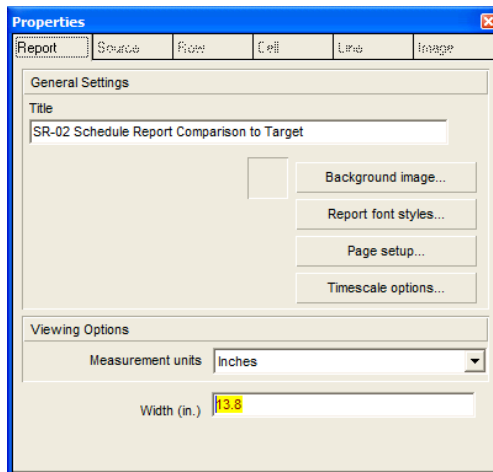 Properties
Report Source Row Cell Line Image
General Settings
Title
SR-02 Schedule Report Comparison to Target
Background image...
Report font styles...
Page setup...
Timescale options...
Viewing Options
Measurement units Inches
Width (in.) 13.8